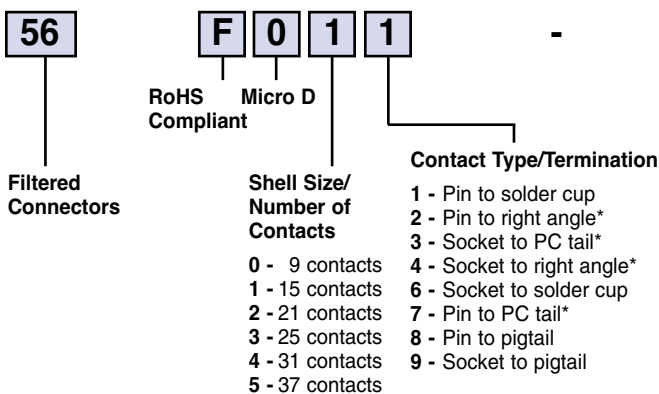 56 F 0 1 1 -
RoHS Compliant
Micro D
Filtered Connectors
Shell Size/
Number of
Contacts
0 - 9 contacts
1 - 15 contacts
2 - 21 contacts
3 - 25 contacts
4 - 31 contacts
5 - 37 contacts
Contact Type/Termination
1 - Pin to solder cup
2 - Pin to right angle*
3 - Socket to PC tail*
4 - Socket to right angle*
6 - Socket to solder cup
7 - Pin to PC tail*
8 - Pin to pigtail
9 - Socket to pigtail